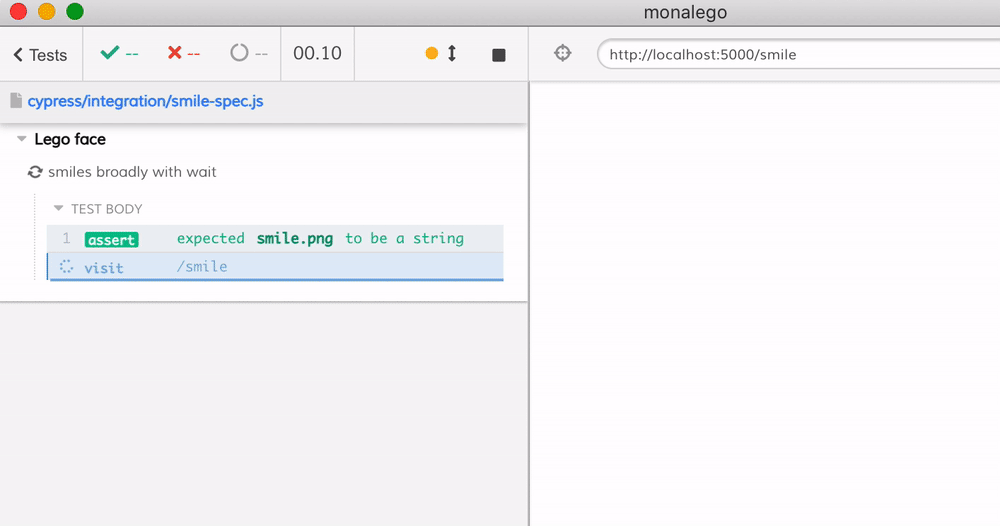 monalego
Tests -- -- -- 00.10 http://localhost:5000/smile
cypress/integration/smile-spec.js
Lego face
smiles broadly with wait
TEST BODY
1 assert expected smile.png to be a string
visit /smile